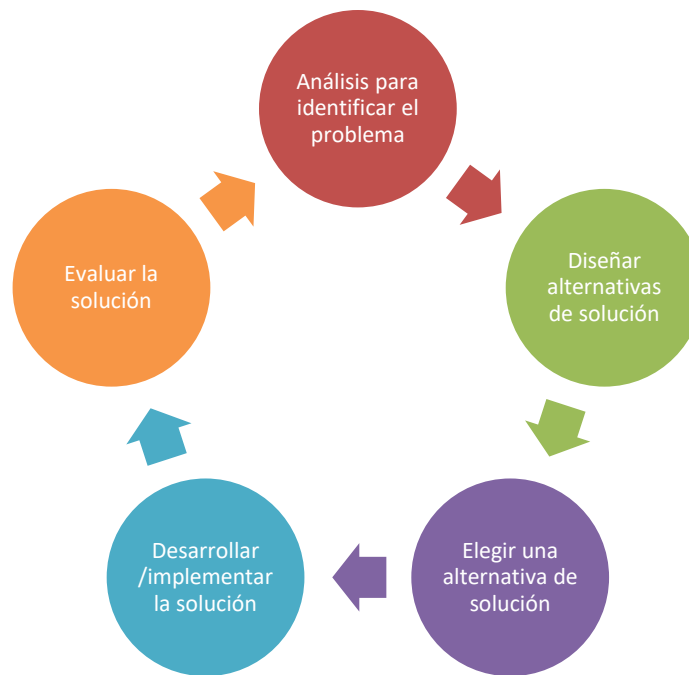 Análisis para
identificar el
problema
Diseñar
alternativas
de solución
Elegir una
alternativa de
solución
Desarrollar
/implementar
la solución
Evaluar la
solución